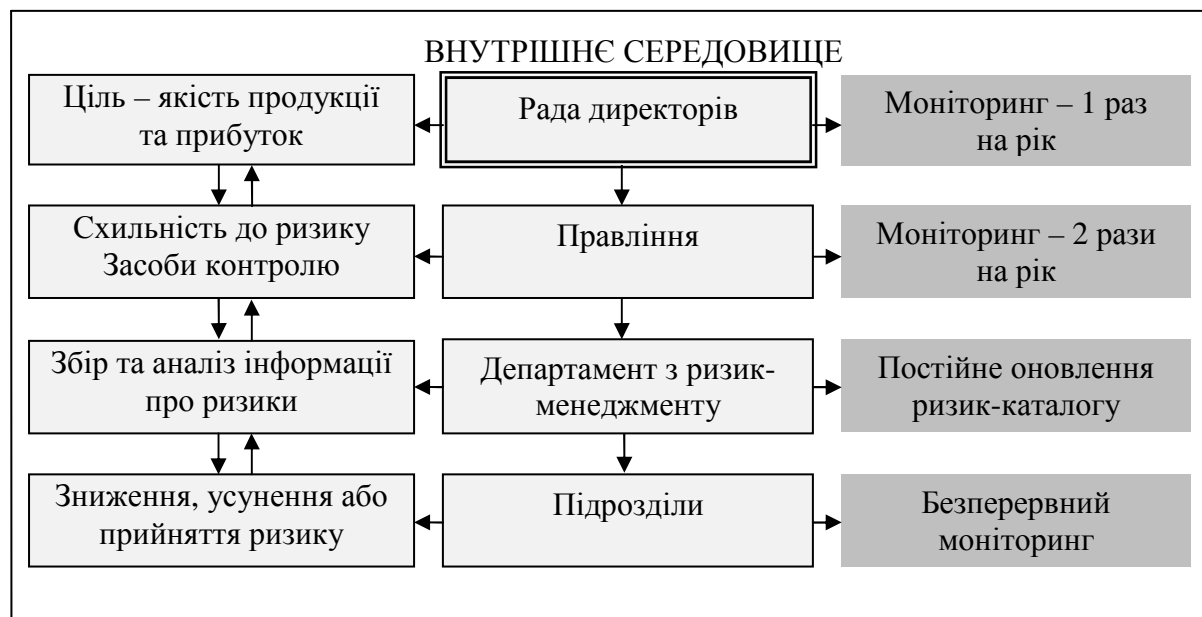 ВНУТРІШНЄ СЕРЕДОВИЩЕ
Ціль – якість продукції
та прибуток
Рада директорів
Моніторинг – 1 раз
на рік
Схильність до ризику
Засоби контролю
Правління
Моніторинг – 2 рази
на рік
Збір та аналіз інформації
про ризики
Департамент з ризик-
менеджменту
Постійне оновлення
ризик-каталогу
Зниження, усунення або
прийняття ризику
Підрозділи
Безперервний
моніторинг